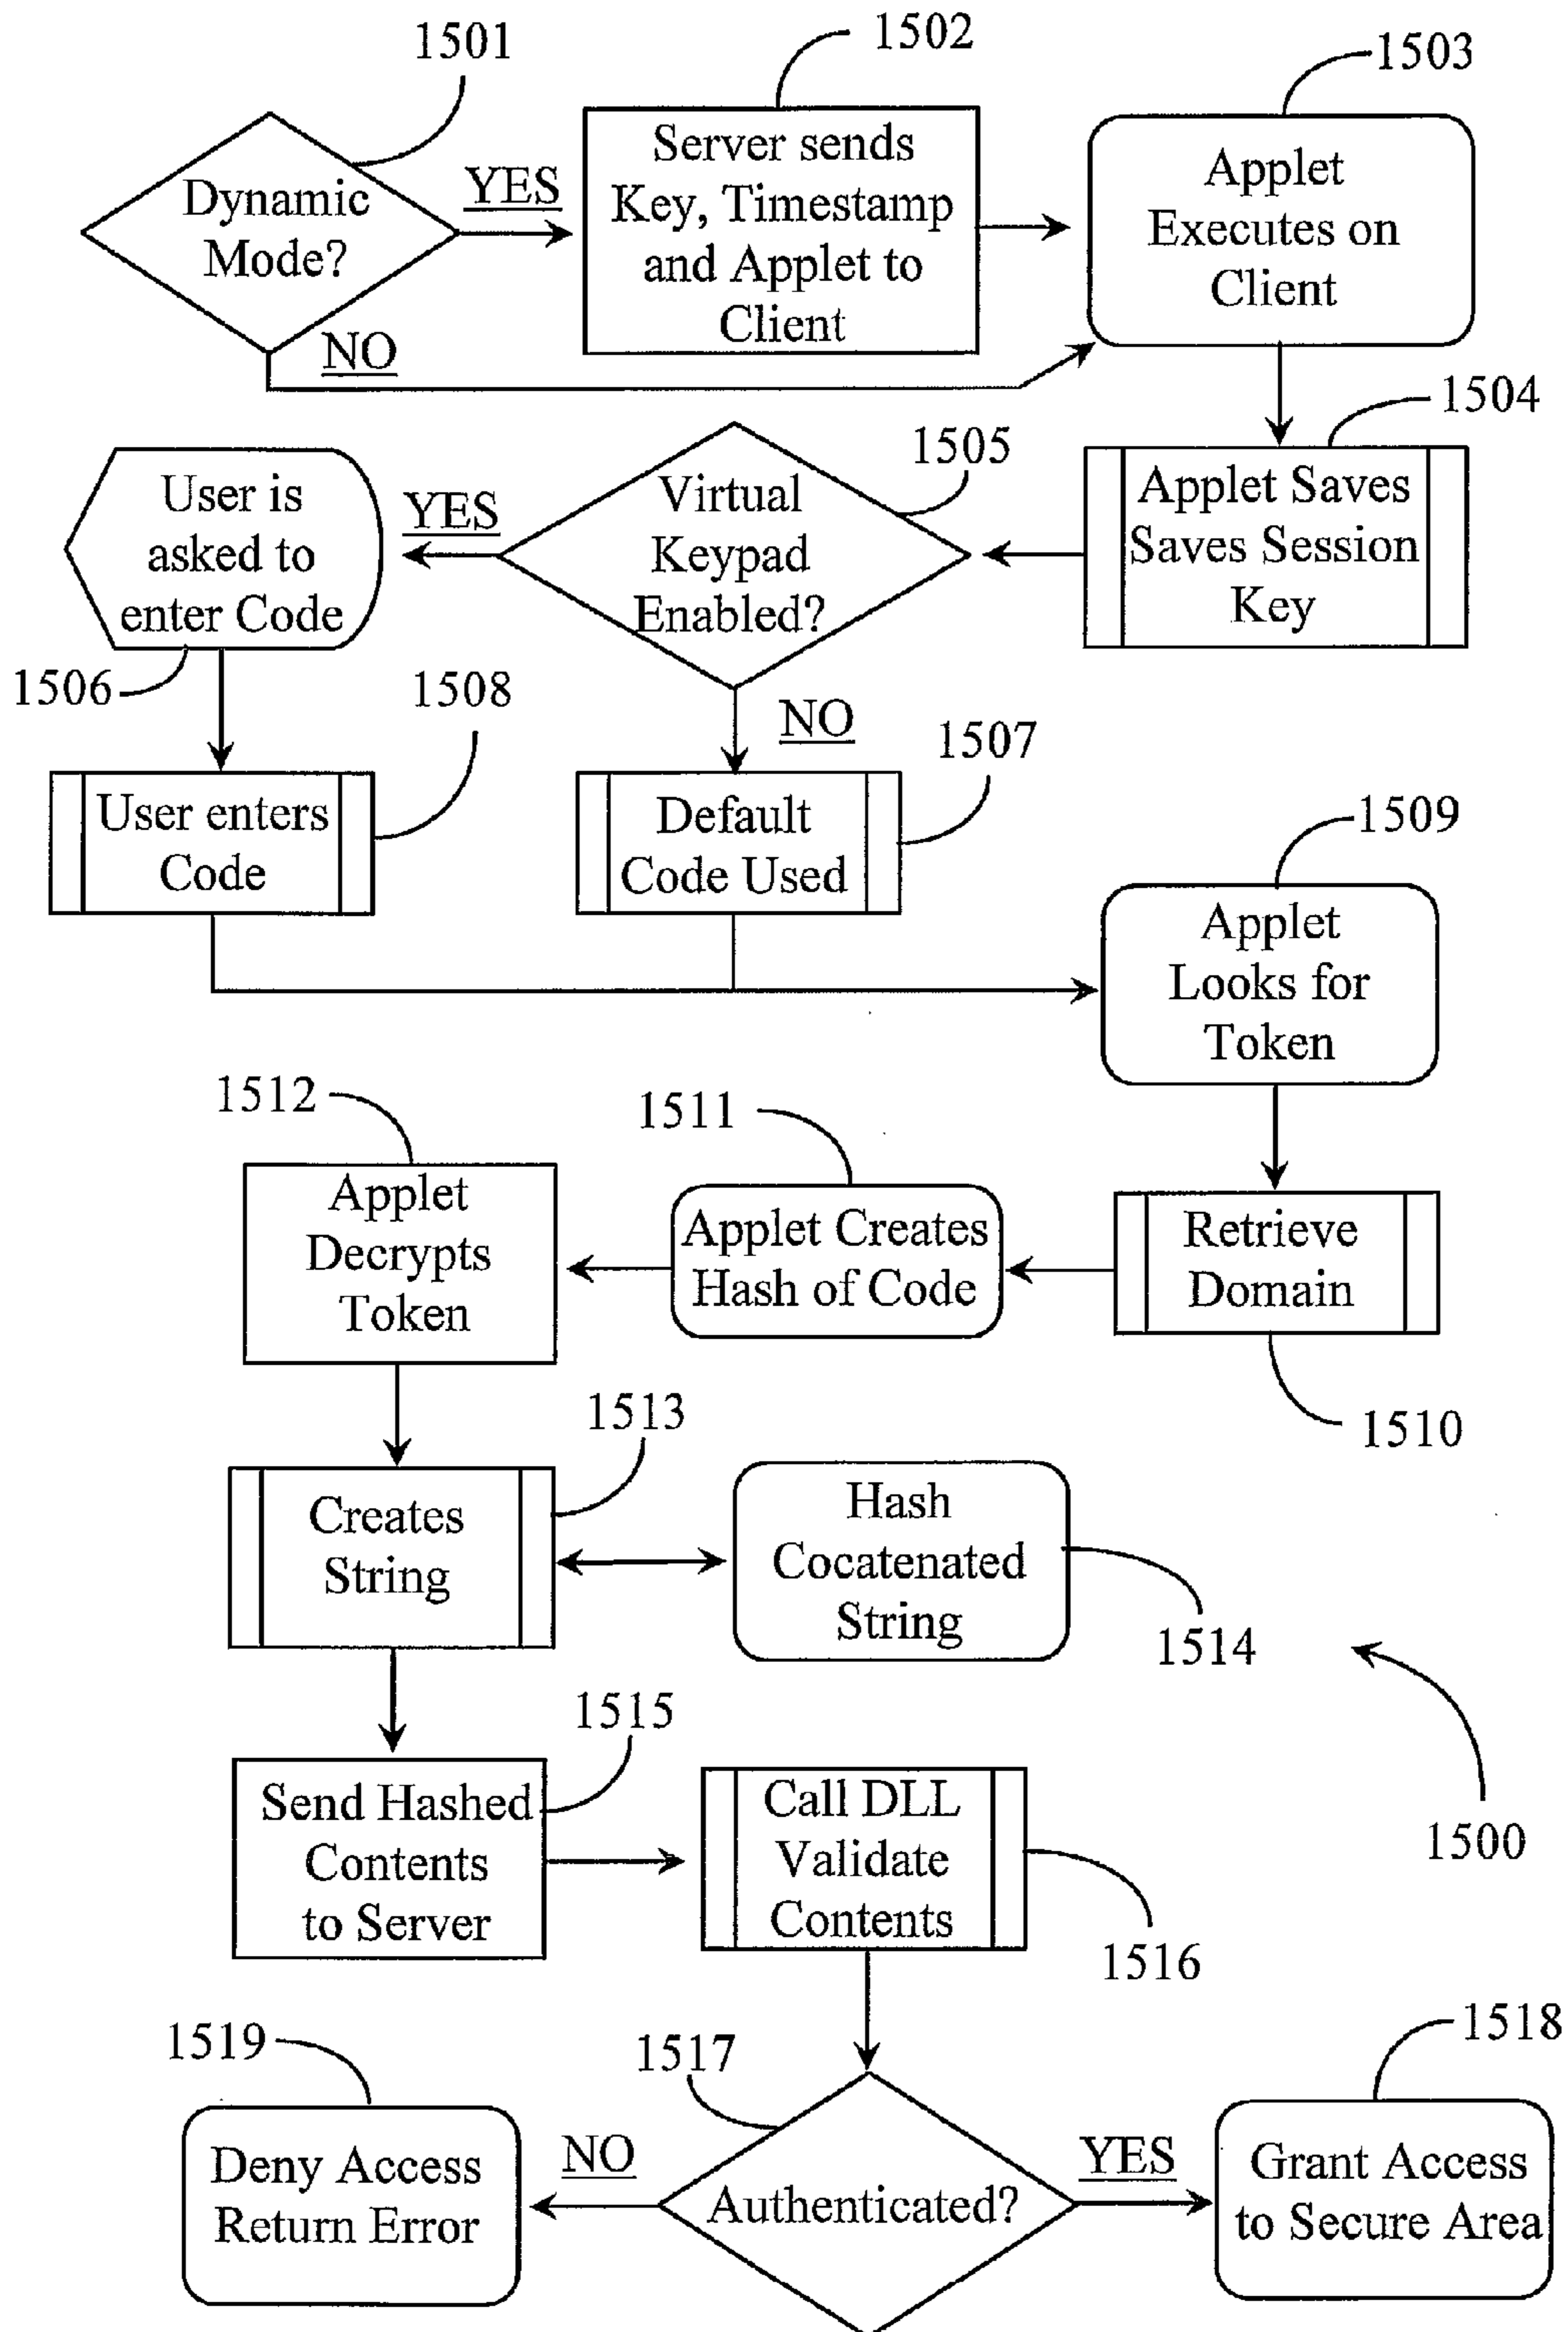 1501
1502
1503
Dynamic
Mode?
YES
NO
Server sends
Key, Timestamp
and Applet to
Client
Applet
Executes on
Client
1504
Applet Saves
Saves Session
Key
1505
Virtual
Keypad
Enabled?
YES
NO
User is
asked to
enter Code
1506
1508
User enters
Code
1507
Default
Code Used
1509
Applet
Looks for
Token
1510
Retrieve
Domain
1511
Applet Creates
Hash of Code
1512
Applet
Decrypts
Token
1513
Creates
String
Hash
Cocatenated
String
1514
1515
Send Hashed
Contents
to Server
Call DLL
Validate
Contents
1516
1500
1517
Authenticated?
NO
YES
1519
Deny Access
Return Error
1518
Grant Access
to Secure Area